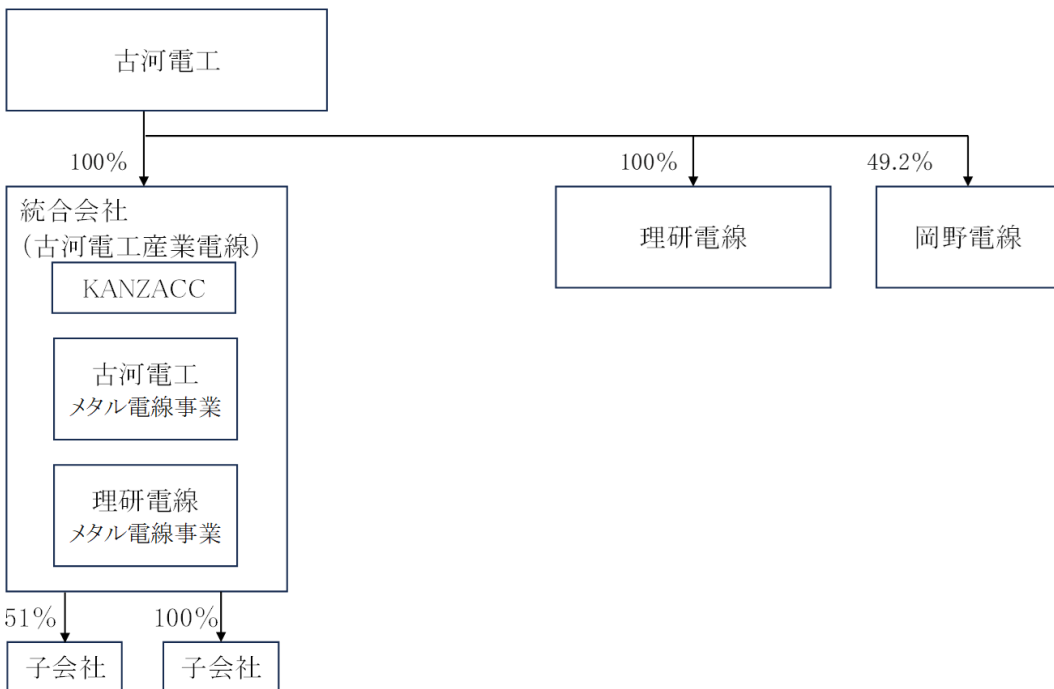 古河電工
100%
100%
49.2%
統合会社
(古河電工産業電線)
KANZACC
古河電工
メタル電線事業
理研電線
メタル電線事業
理研電線
岡野電線
51%
100%
子会社
子会社